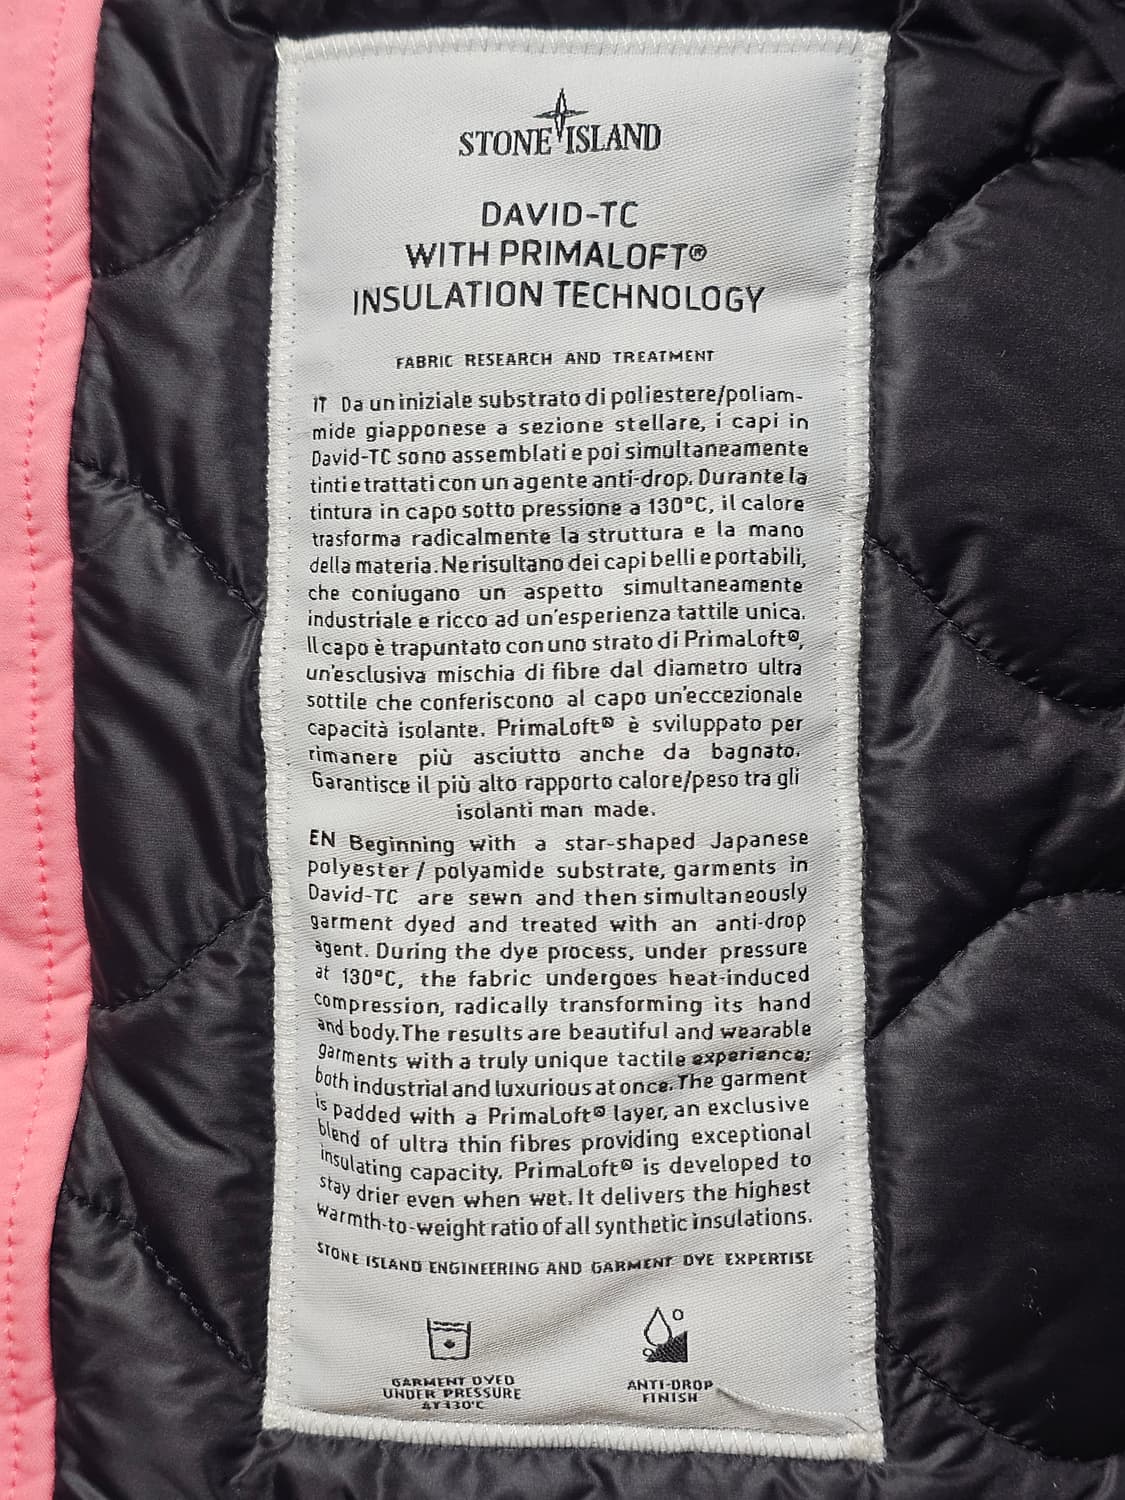 STONE ISLAND
DAVID-TC
WITH PRIMALOFT®
INSULATION TECHNOLOGY
FABRIC RESEARCH AND TREATMENT
IT Da un iniziale substrato di poliestere/poliam-
mide giapponese a sezione stellare, i capi in
David-TC sono assemblati e poi simultaneamente
tinti e trattati con un agente anti-drop. Durante la
tintura in capo sotto pressione a 130°C, il calore
trasforma radicalmente la struttura e la mano
della materia. Ne risultano dei capi belli e portabili,
che coniugano un aspetto simultaneamente
industriale e ricco ad un'esperienza tattile unica.
Il capo è trapuntato con uno strato di PrimaLoft®,
un'esclusiva mischia di fibre dal diametro ultra
sottile che conferiscono al capo un'eccezionale
capacità isolante. PrimaLoft® è sviluppato per
rimanere più asciutto anche da bagnato.
Garantisce il più alto rapporto calore/peso tra gli
isolanti man made.
EN Beginning with a star-shaped Japanese
polyester / polyamide substrate, garments in
David-TC are sewn and then simultaneously
garment dyed and treated with an anti-drop
agent. During the dye process, under pressure
at 130°C, the fabric undergoes heat-induced
compression, radically transforming its hand
and body. The results are beautiful and wearable
garments with a truly unique tactile experience;
both industrial and luxurious at once. The garment
is padded with a PrimaLoft® layer, an exclusive
blend of ultra thin fibres providing exceptional
insulating capacity. PrimaLoft® is developed to
stay drier even when wet. It delivers the highest
warmth-to-weight ratio of all synthetic insulations.
STONE ISLAND ENGINEERING AND GARMENT DYE EXPERTISE
GARMENT DYED
UNDER PRESSURE
AT 130°C
ANTI-DROP
FINISH